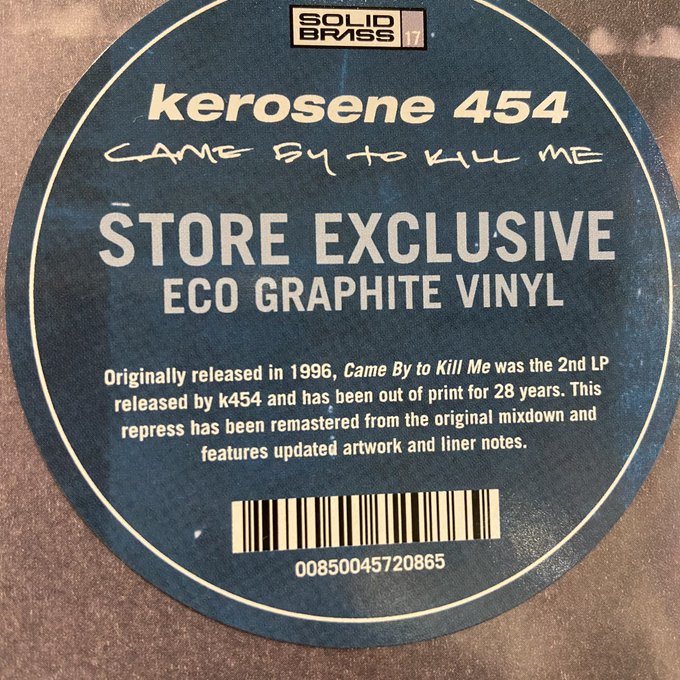 SOLID
BRASS 17
kerosene 454
CAME BY to KILL ME
STORE EXCLUSIVE
ECO GRAPHITE VINYL
Originally released in 1996, Came By to Kill Me was the 2nd LP
released by k454 and has been out of print for 28 years. This
repress has been remastered from the original mixdown and
features updated artwork and liner notes.
00850045720865